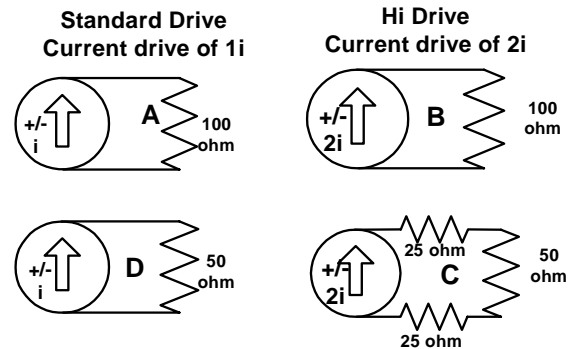 Standard Drive
Current drive of 1i
Hi Drive
Current drive of 2i
+/-
i
A
100
ohm
+/-
2i
B
100
ohm
+/-
i
D
50
ohm
+/-
2i
25 ohm
C
50
ohm
25 ohm